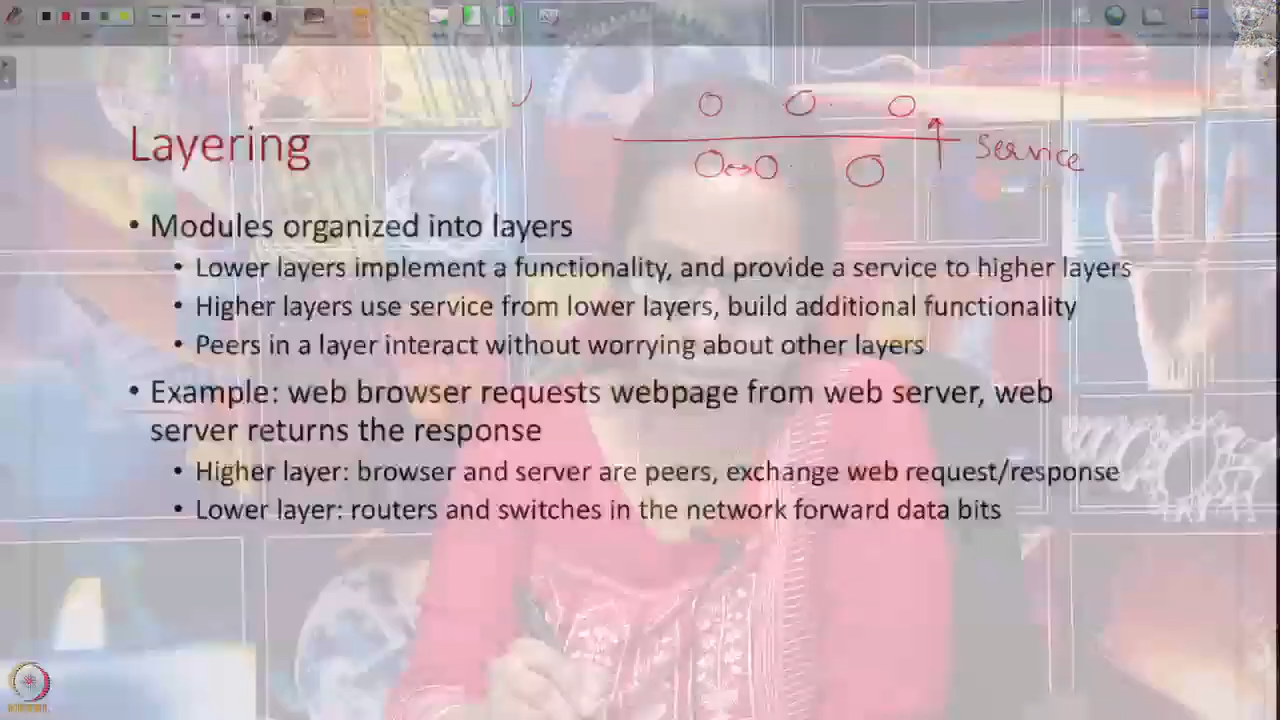 Service
Layering
• Modules organized into layers
• Lower layers implement a functionality, and provide a service to higher layers
• Higher layers use service from lower layers, build additional functionality
• Peers in a layer interact without worrying about other layers
• Example: web browser requests webpage from web server, web
server returns the response
• Higher layer: browser and server are peers, exchange web request/response
• Lower layer: routers and switches in the network forward data bits